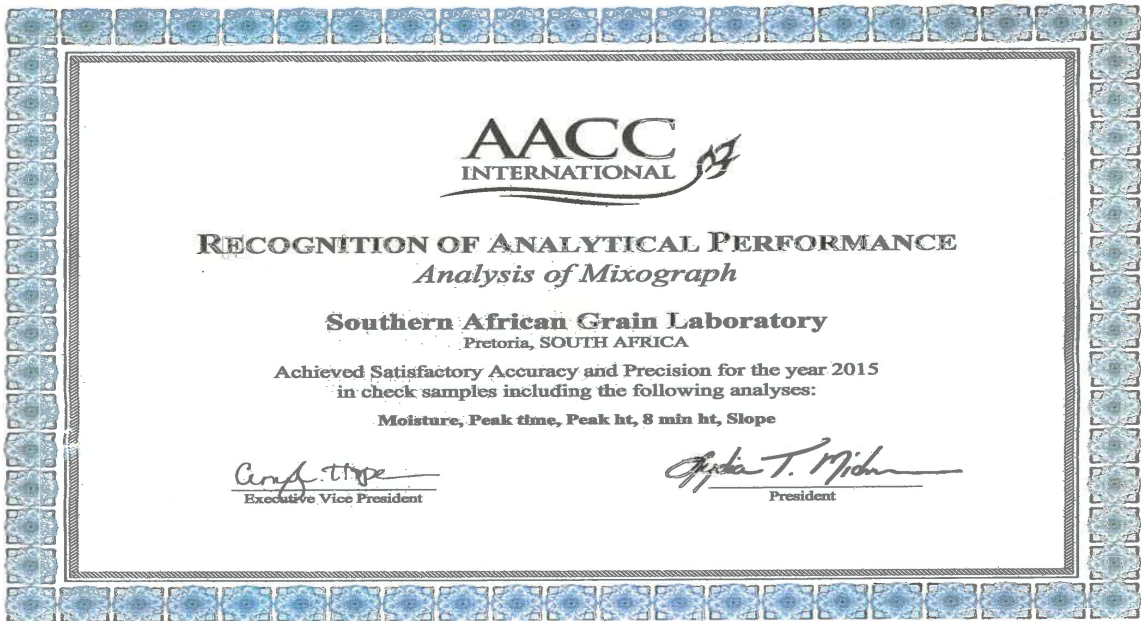 AACC
INTERNATIONAL
RECOGNITION OF ANALYTICAL PERFORMANCE
Analysis of Mixograph
Southern African Grain Laboratory
Pretoria, SOUTH AFRICA
Achieved Satisfactory Accuracy and Precision for the year 2015
in check samples including the following analyses:
Moisture, Peak time, Peak ht, 8 min ht, Slope
Executive Vice President
President